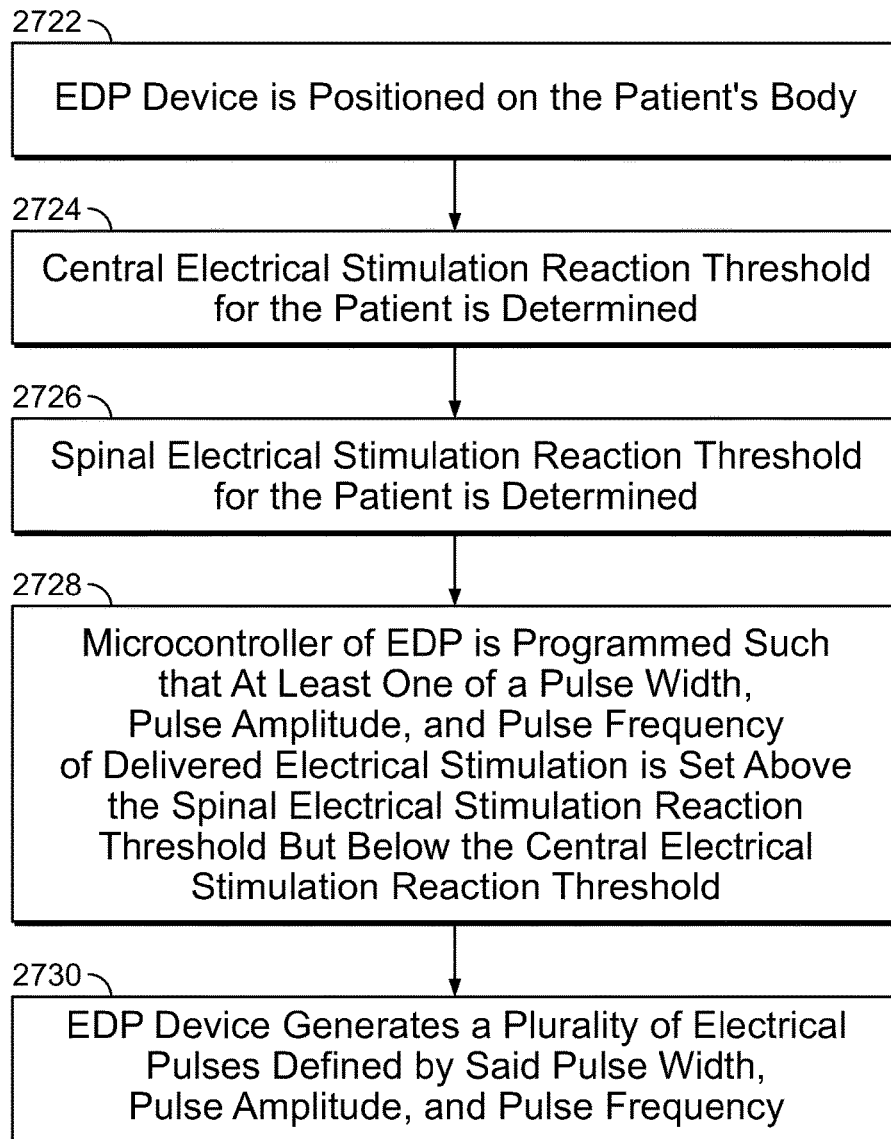 2722
EDP Device is Positioned on the Patient's Body
2724
Central Electrical Stimulation Reaction Threshold
for the Patient is Determined
2726
Spinal Electrical Stimulation Reaction Threshold
for the Patient is Determined
2728
Microcontroller of EDP is Programmed Such
that At Least One of a Pulse Width,
Pulse Amplitude, and Pulse Frequency
of Delivered Electrical Stimulation is Set Above
the Spinal Electrical Stimulation Reaction
Threshold But Below the Central Electrical
Stimulation Reaction Threshold
2730
EDP Device Generates a Plurality of Electrical
Pulses Defined by Said Pulse Width,
Pulse Amplitude, and Pulse Frequency